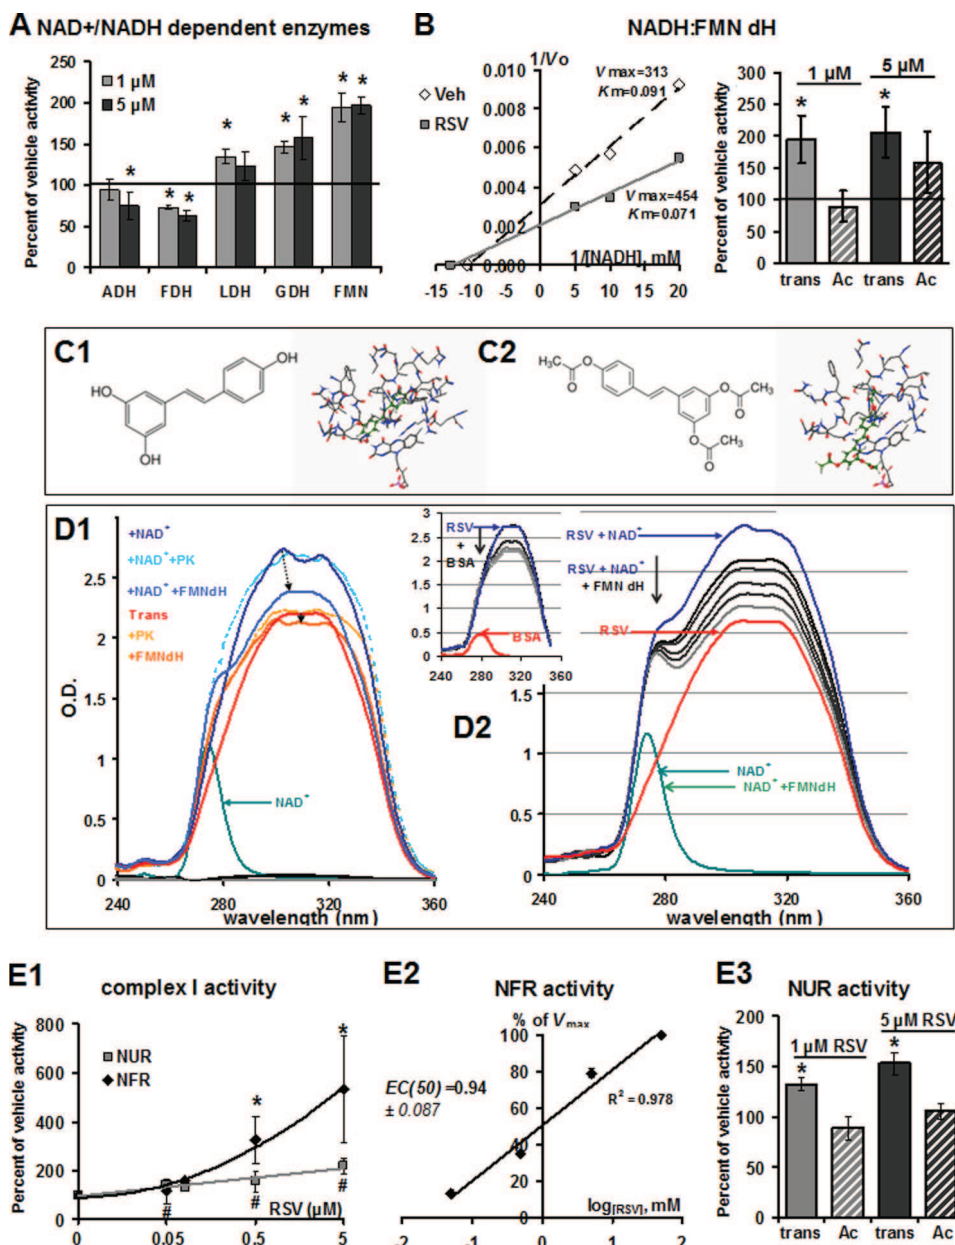 A NAD+/NADH dependent enzymes
Percent of vehicle activity
250
200
150
100
50
0
1 µM
5 µM
*
* *
*
* *
* *
ADH FDH LDH GDH FMN
B NADH:FMN dH
1/Vo
0.010
0.008
0.006
0.004
0.002
0.000
Veh
RSV
Vmax=313
Km=0.091
Vmax=454
Km=0.071
1/[NADH], mM
-15 -10 0 5 10 15 20
Percent of vehicle activity
300
250
200
150
100
50
0
1 µM 5 µM
* *
trans Ac trans Ac
C1
OH
HO
OH
C2
H₃C
O
O
O
CH₃
O
O
CH₃
O
D1
+NAD⁺
+NAD⁺+PK
+NAD⁺+FMNdH
Trans
+PK
+FMNdH
O.D.
2.5
2
1.5
1
0.5
0
NAD⁺
240 280 320 360
wavelength (nm)
3
2.5
2
1.5
1
0.5
0
RSV
+
BSA
BSA
240 280 320 360
D2
RSV + NAD⁺
RSV + NAD⁺
+ FMN dH
RSV
1.5
1
0.5
0
NAD⁺
NAD⁺+FMNdH
240 280 320 360
wavelength (nm)
E1 complex I activity
Percent of vehicle activity
800
600
400
200
0
NUR
NFR
*
*
# # #
RSV (µM)
0 0.05 0.5 5
E2 NFR activity
% of Vmax
100
80
60
40
20
0
EC(50)=0.94
± 0.087
R² = 0.978
log[RSV], mM
-2 -1 0 1 2
E3 NUR activity
Percent of vehicle activity
200
150
100
50
0
1 µM RSV
5 µM RSV
* *
trans Ac trans Ac